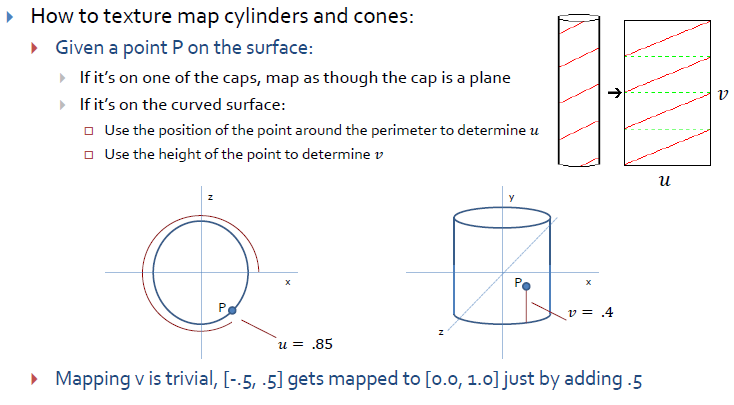 How to texture map cylinders and cones:
Given a point P on the surface:
If it's on one of the caps, map as though the cap is a plane
If it's on the curved surface:
Use the position of the point around the perimeter to determine u
Use the height of the point to determine v
v
u
z
x
P
u = .85
y
x
P
z
v = .4
Mapping v is trivial, [-.5, .5] gets mapped to [0.0, 1.0] just by adding .5